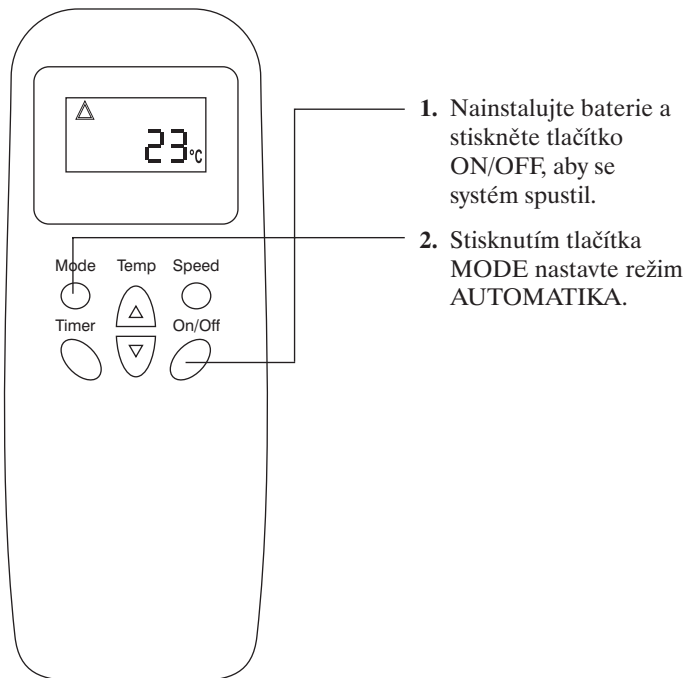 23°C
Mode Temp Speed
Timer On/Off
1. Nainstalujte baterie a
stiskněte tlačítko
ON/OFF, aby se
systém spustil.
2. Stisknutím tlačítka
MODE nastavte režim
AUTOMATIKA.